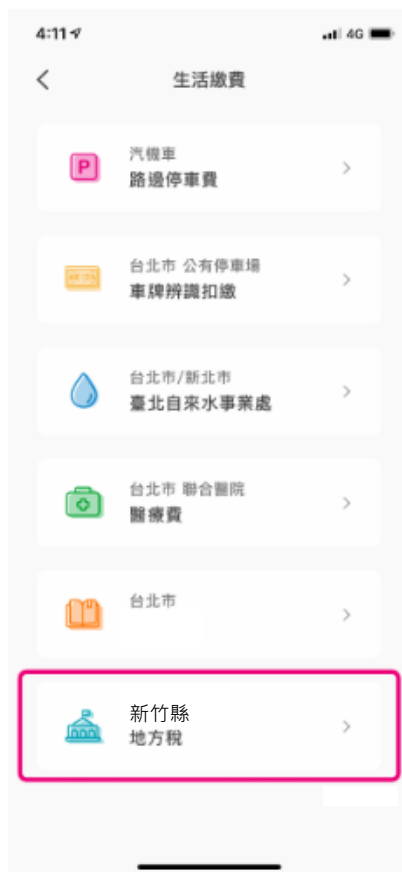 4:11
4G
生活繳費
P
汽機車
路邊停車費
台北市 公有停車場
車牌辨識扣繳
台北市/新北市
臺北自來水事業處
台北市 聯合醫院
醫療費
台北市
新竹縣
地方稅